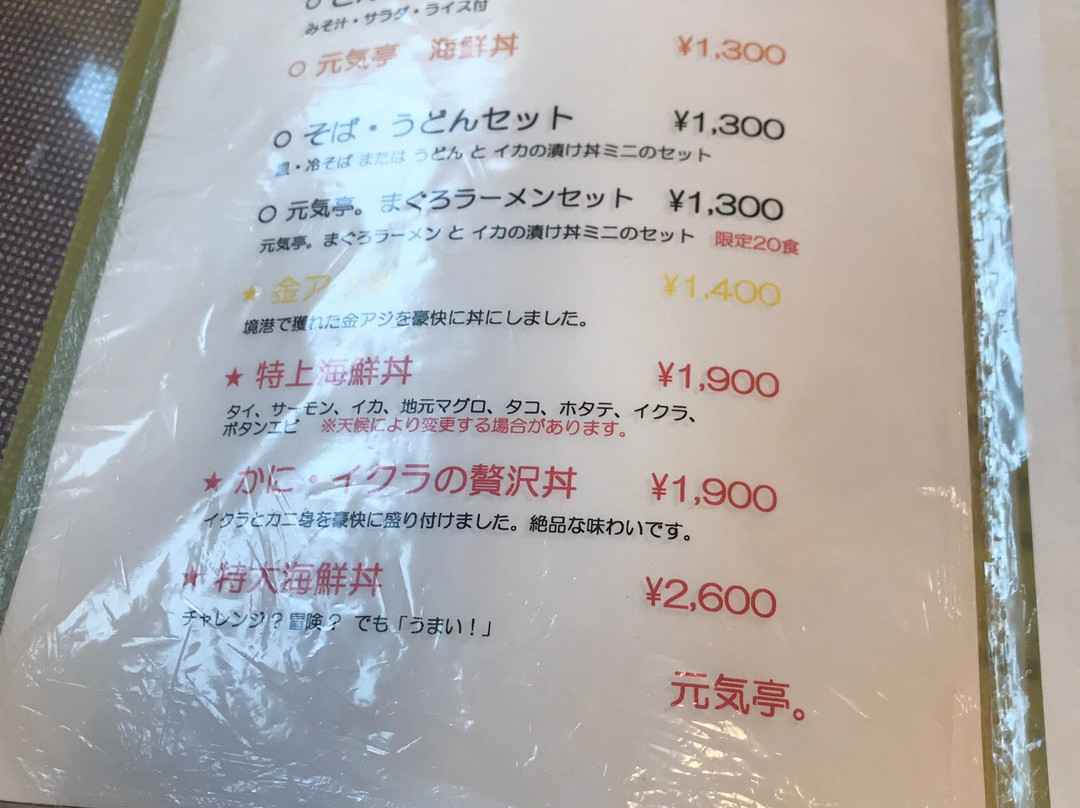 みそ汁・サラダ・ライス付
○ 元気亭 海鮮丼 ¥1,300
○ そば・うどんセット ¥1,300
温・冷そば または うどん と イカの漬け丼ミニのセット
○ 元気亭。まぐろラーメンセット ¥1,300
元気亭。まぐろラーメン と イカの漬け丼ミニのセット 限定20食
★ 金アジ丼 ¥1,400
境港で獲れた金アジを豪快に丼にしました。
★ 特上海鮮丼 ¥1,900
タイ、サーモン、イカ、地元マグロ、タコ、ホタテ、イクラ、
ボタンエビ ※天候により変更する場合があります。
★ かに・イクラの贅沢丼 ¥1,900
イクラとカニ身を豪快に盛り付けました。絶品な味わいです。
★ 特大海鮮丼 ¥2,600
チャレンジ?冒険? でも「うまい!」
元気亭。